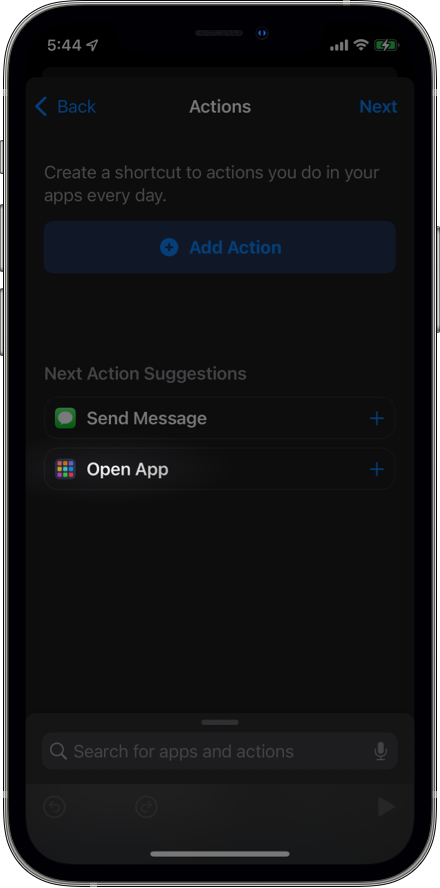 5:44
Back
Actions
Next
Create a shortcut to actions you do in your
apps every day.
Add Action
Next Action Suggestions
Send Message
Open App
Search for apps and actions